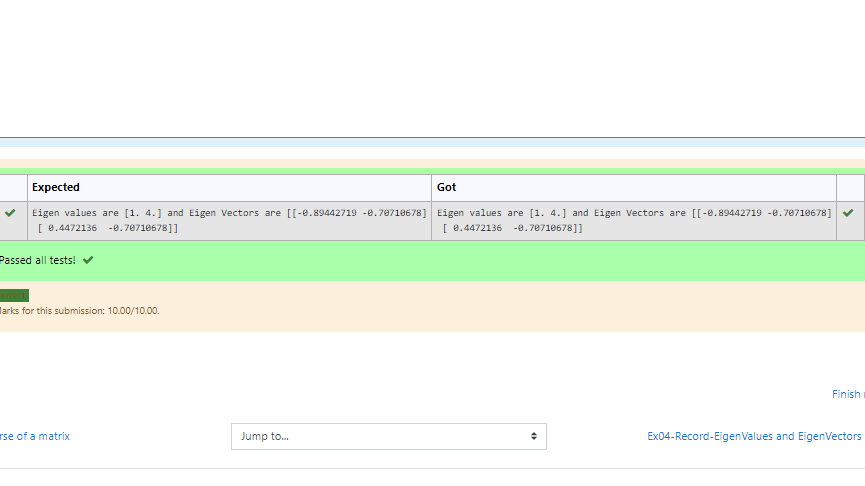 Expected Got
Eigen values are [1. 4.] and Eigen Vectors are [[-0.89442719 -0.70710678] Eigen values are [1. 4.] and Eigen Vectors are [[-0.89442719 -0.70710678]
[ 0.4472136 -0.70710678]] [ 0.4472136 -0.70710678]]
Passed all tests!
arks for this submission: 10.00/10.00.
Finish
rse of a matrix Jump to... Ex04-Record-EigenValues and EigenVectors